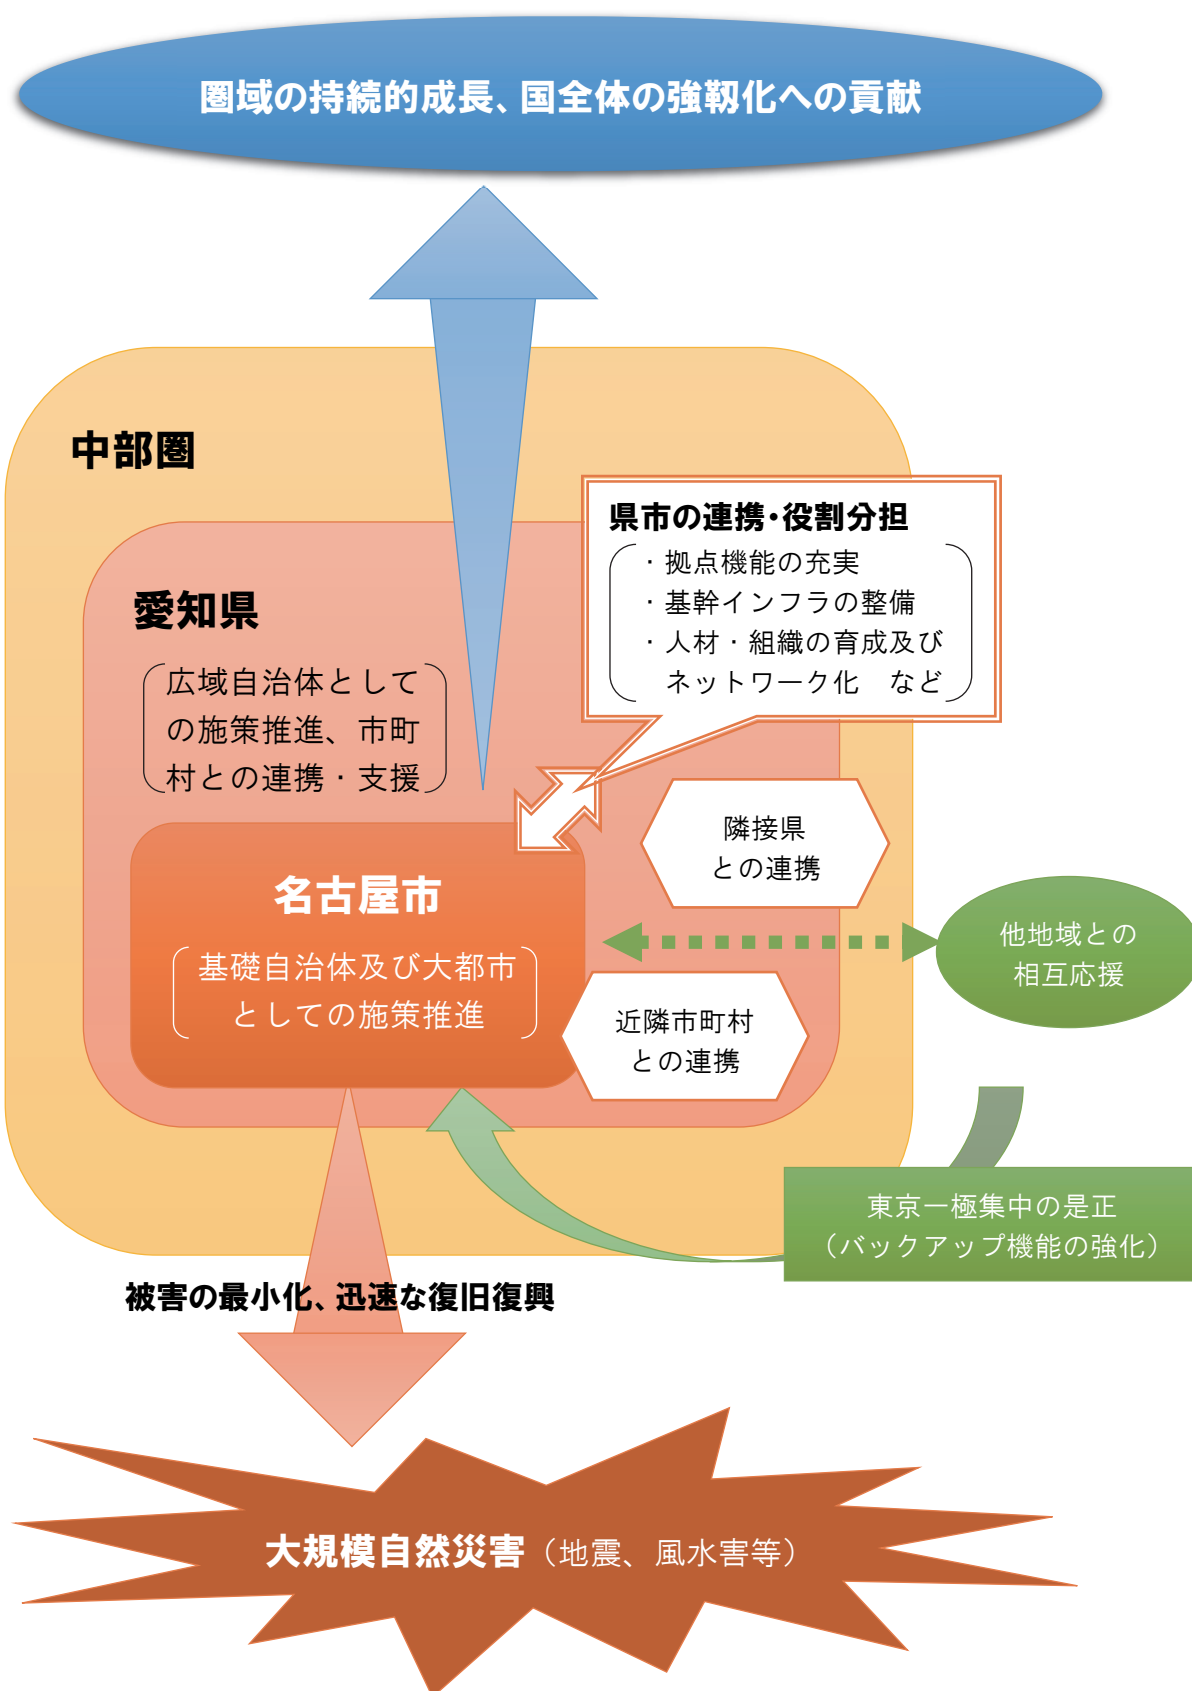 圏域の持続的成長、国全体の強靱化への貢献
中部圏
県市の連携・役割分担
・拠点機能の充実
・基幹インフラの整備
・人材・組織の育成及び
ネットワーク化　など
愛知県
広域自治体として
の施策推進、市町
村との連携・支援
隣接県
との連携
名古屋市
基礎自治体及び大都市
としての施策推進
他地域との
相互応援
近隣市町村
との連携
東京一極集中の是正
（バックアップ機能の強化）
被害の最小化、迅速な復旧復興
大規模自然災害（地震、風水害等）